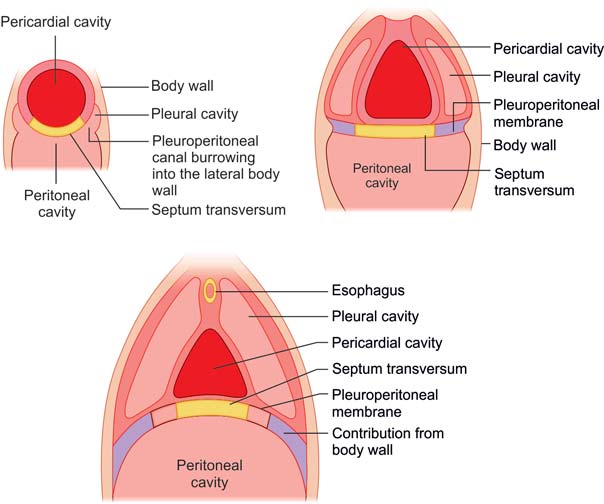 Pericardial cavity
Body wall
Pleural cavity
Pleuroperitoneal
canal burrowing
into the lateral body
wall
Peritoneal
cavity
Septum transversum
Pericardial cavity
Pleural cavity
Pleuroperitoneal
membrane
Body wall
Peritoneal
cavity
Septum
transversum
Esophagus
Pleural cavity
Pericardial cavity
Septum transversum
Pleuroperitoneal
membrane
Contribution from
body wall
Peritoneal
cavity